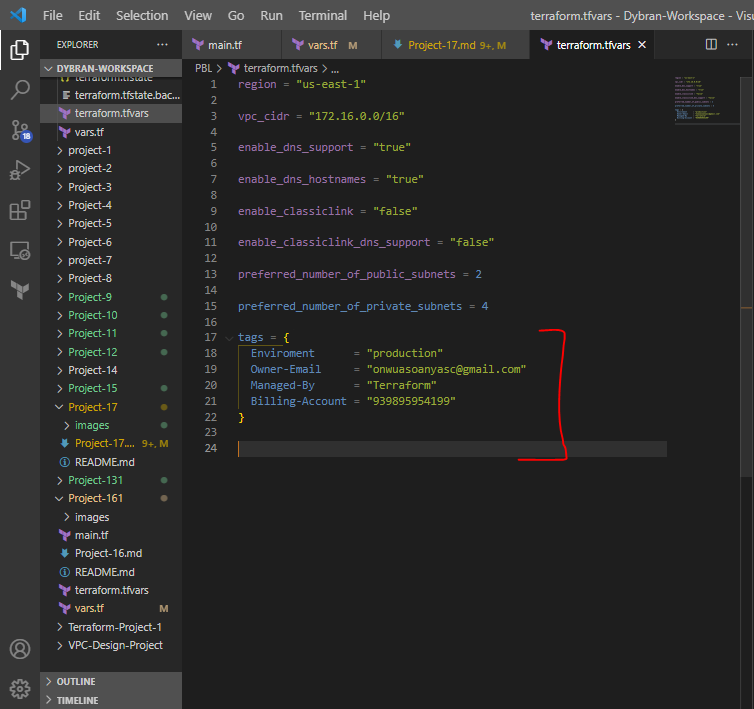 File Edit Selection View Go Run Terminal Help terraform.tfvars - Dybran-Workspace - Visu
EXPLORER ...
main.tf vars.tf M Project-17.md 9+, M terraform.tfvars
DYBRAN-WORKSPACE
terraform.tfstate
terraform.tfstate.bac...
terraform.tfvars
vars.tf
project-1
project-2
Project-3
Project-4
Project-5
Project-6
project-7
Project-8
Project-9
Project-10
Project-11
Project-12
Project-14
Project-15
Project-17
images
Project-17.... 9+, M
README.md
Project-131
Project-161
images
main.tf
Project-16.md
README.md
terraform.tfvars
vars.tf M
Terraform-Project-1
VPC-Design-Project
OUTLINE
TIMELINE
18
PBL > terraform.tfvars > ...
1 region = "us-east-1"
2
3 vpc_cidr = "172.16.0.0/16"
4
5 enable_dns_support = "true"
6
7 enable_dns_hostnames = "true"
8
9 enable_classiclink = "false"
10
11 enable_classiclink_dns_support = "false"
12
13 preferred_number_of_public_subnets = 2
14
15 preferred_number_of_private_subnets = 4
16
17 tags = {
18 Enviroment = "production"
19 Owner-Email = "onwuasoanyasc@gmail.com"
20 Managed-By = "Terraform"
21 Billing-Account = "939895954199"
22 }
23
24